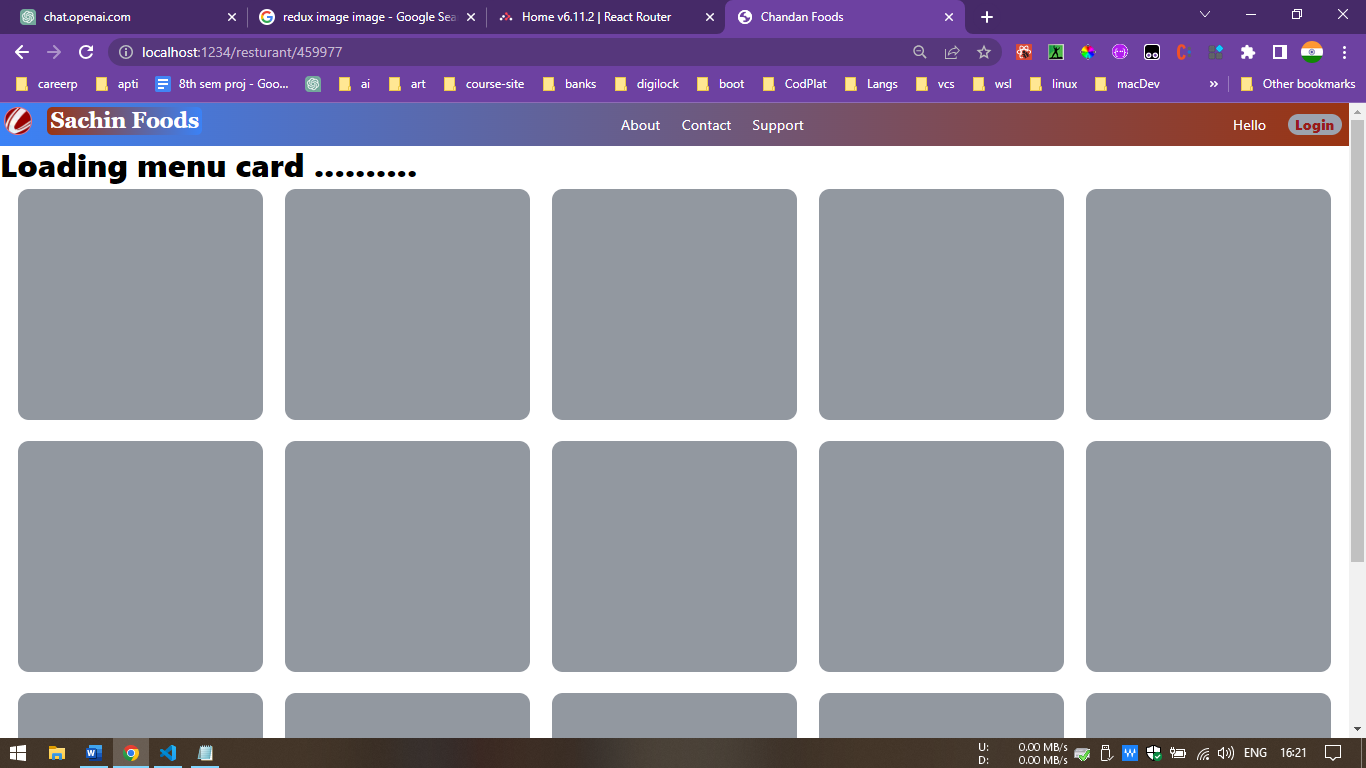 chat.openai.com
redux image image - Google Sea
Home v6.11.2 | React Router
Chandan Foods
localhost:1234/resturant/459977
careerp apti 8th sem proj - Goo... ai art course-site banks digilock boot CodPlat Langs vcs wsl linux macDev » Other bookmarks
Sachin Foods About Contact Support Hello Login
Loading menu card ..........
U: 0.00 MB/s
D: 0.00 MB/s
ENG 16:21